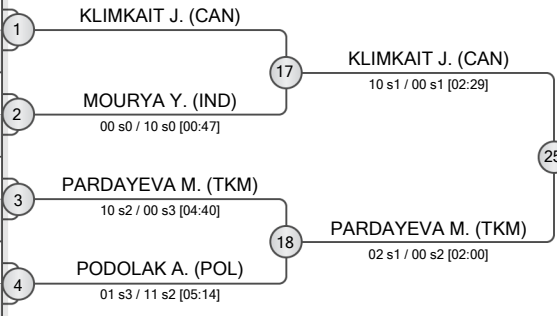 KLIMKAIT J. (CAN)
1
17
KLIMKAIT J. (CAN)
10 s1 / 00 s1 [02:29]
MOURYA Y. (IND)
2
00 s0 / 10 s0 [00:47]
25
PARDAYEVA M. (TKM)
3
10 s2 / 00 s3 [04:40]
18
PARDAYEVA M. (TKM)
02 s1 / 00 s2 [02:00]
PODOLAK A. (POL)
4
01 s3 / 11 s2 [05:14]